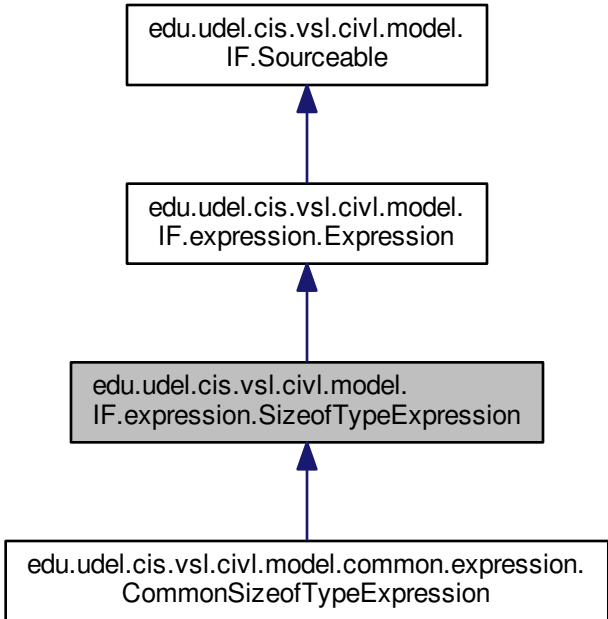 edu.udel.cis.vsl.civl.model.
IF.Sourceable
edu.udel.cis.vsl.civl.model.
IF.expression.Expression
edu.udel.cis.vsl.civl.model.
IF.expression.SizeofTypeExpression
edu.udel.cis.vsl.civl.model.common.expression.
CommonSizeofTypeExpression